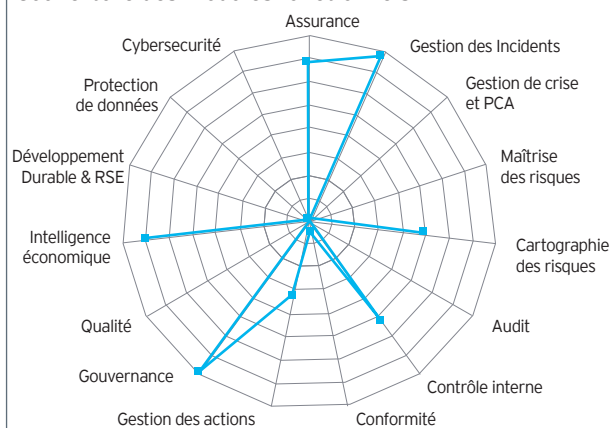 Assurance
Cybersecurité
Gestion des Incidents
Protection
de données
Gestion de crise
et PCA
Développement
Durable & RSE
Maîtrise
des risques
Intelligence
économique
Cartographie
des risques
Qualité
Audit
Gouvernance
Contrôle interne
Gestion des actions
Conformité